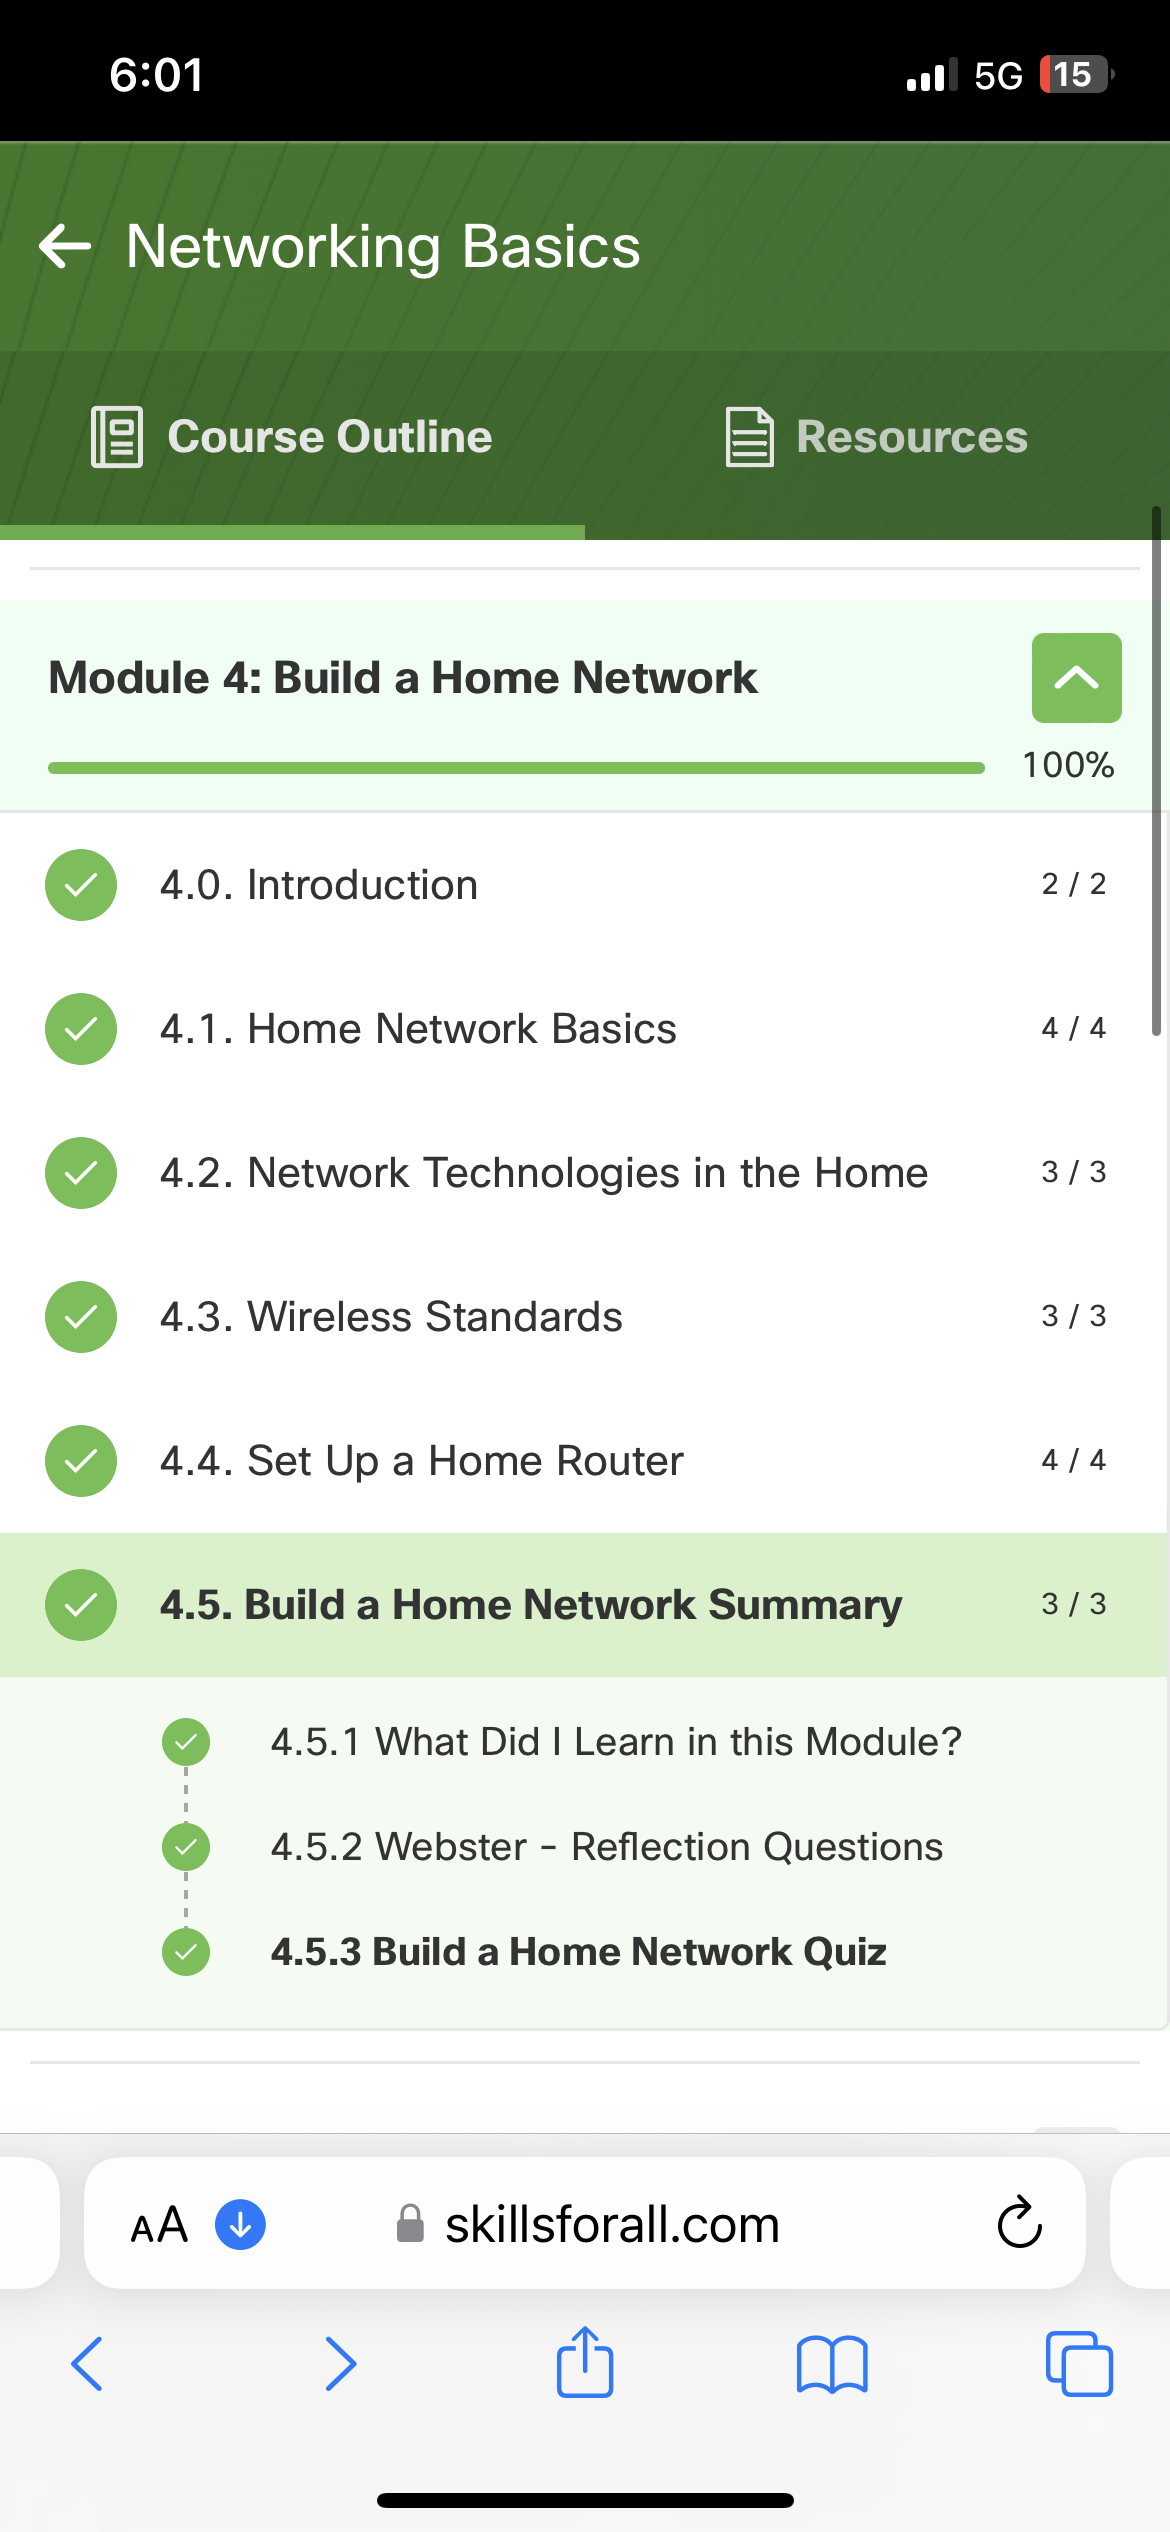 6:01
5G 15
Networking Basics
Course Outline
Resources
Module 4: Build a Home Network
100%
4.0. Introduction 2 / 2
4.1. Home Network Basics 4 / 4
4.2. Network Technologies in the Home 3 / 3
4.3. Wireless Standards 3 / 3
4.4. Set Up a Home Router 4 / 4
4.5. Build a Home Network Summary 3 / 3
4.5.1 What Did I Learn in this Module?
4.5.2 Webster - Reflection Questions
4.5.3 Build a Home Network Quiz
AA skillsforall.com